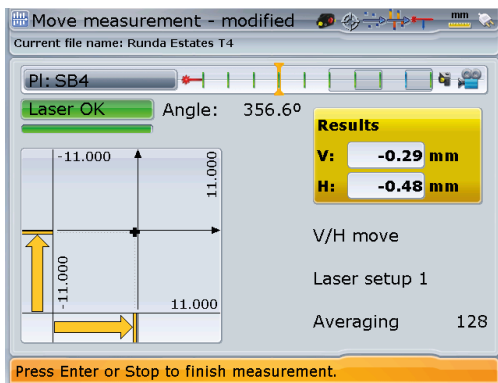 Move measurement - modified
mm
Current file name: Runda Estates T4
PI: SB4
Laser OK
Angle: 356.6º
Results
V: -0.29 mm
H: -0.48 mm
-11.000
11.000
-11.000
11.000
V/H move
Laser setup 1
Averaging 128
Press Enter or Stop to finish measurement.